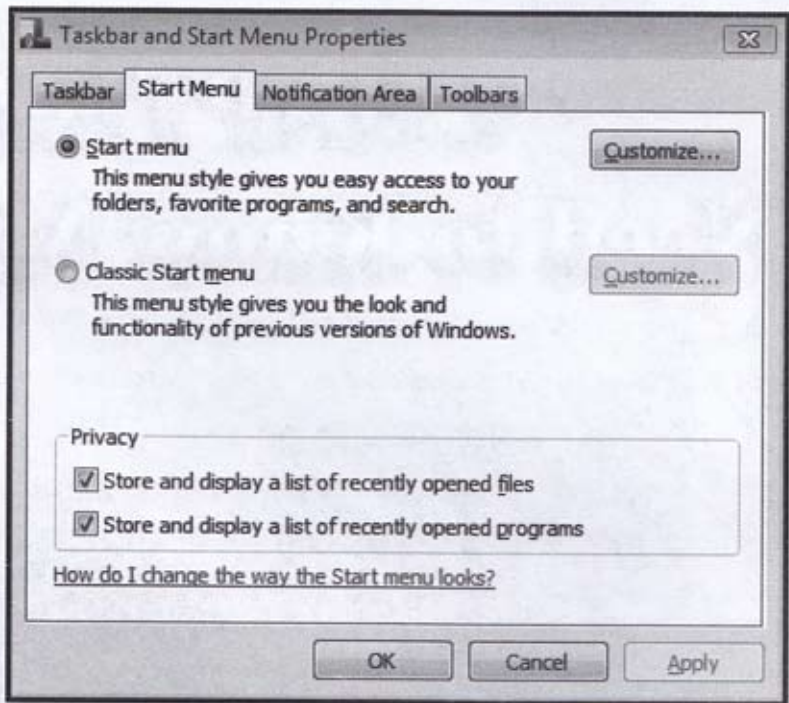 Taskbar and Start Menu Properties
Taskbar Start Menu Notification Area Toolbars
Start menu Customize...
This menu style gives you easy access to your
folders, favorite programs, and search.
Classic Start menu Customize...
This menu style gives you the look and
functionality of previous versions of Windows.
Privacy
Store and display a list of recently opened files
Store and display a list of recently opened programs
How do I change the way the Start menu looks?
OK Cancel Apply